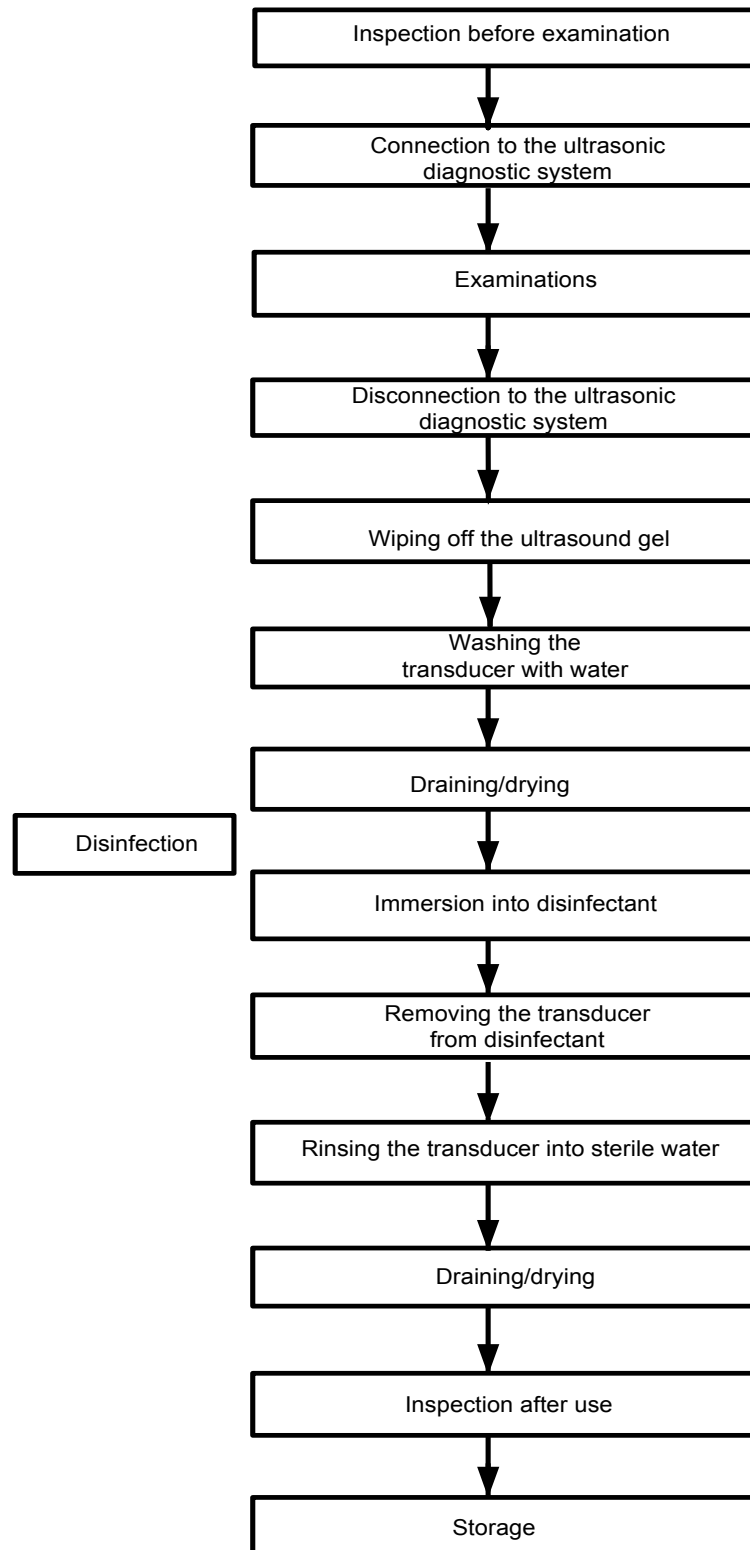 Inspection before examination
Connection to the ultrasonic
diagnostic system
Examinations
Disconnection to the ultrasonic
diagnostic system
Wiping off the ultrasound gel
Washing the
transducer with water
Draining/drying
Disinfection
Immersion into disinfectant
Removing the transducer
from disinfectant
Rinsing the transducer into sterile water
Draining/drying
Inspection after use
Storage